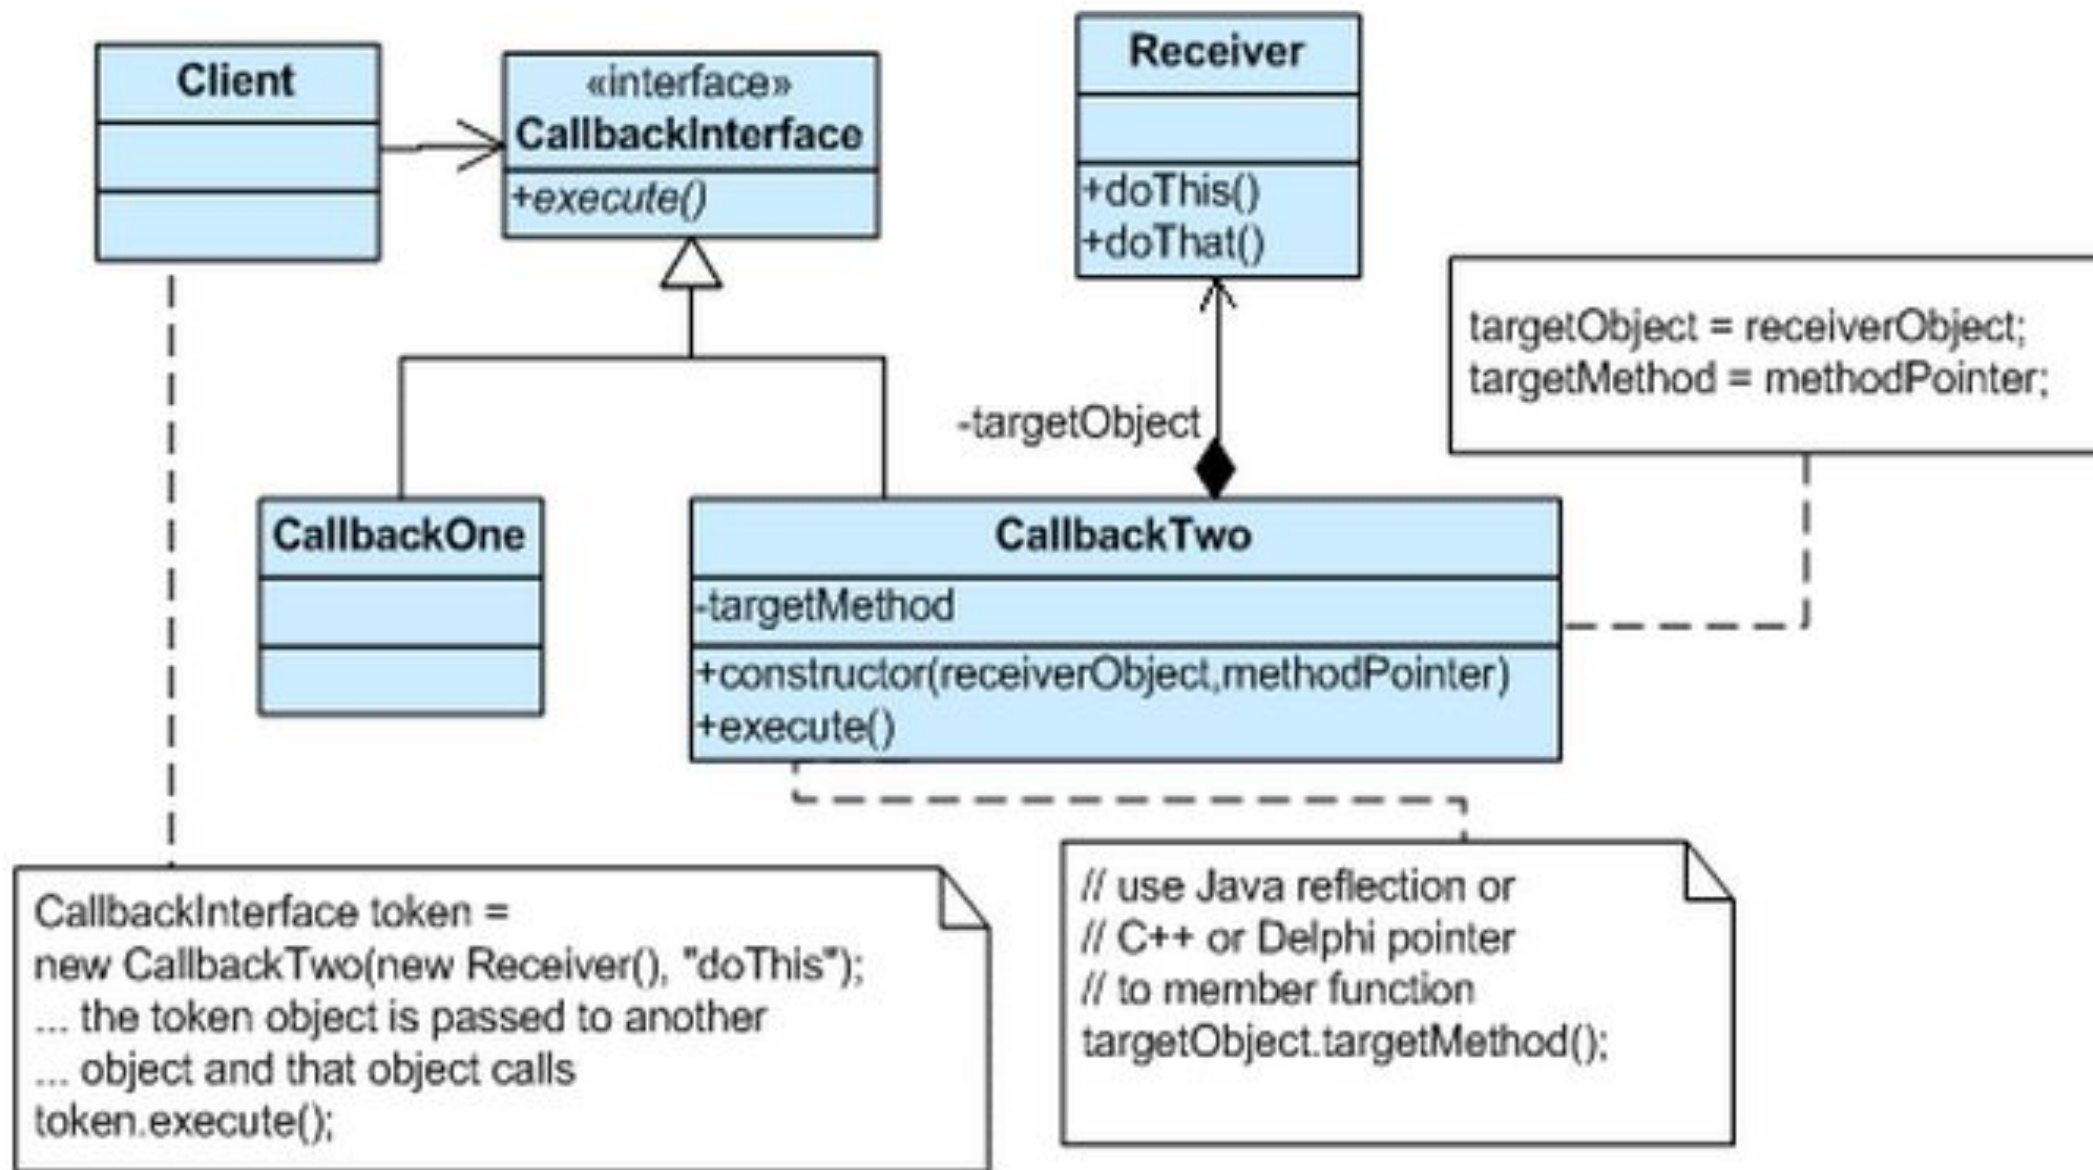 Client
«interface»
CallbackInterface
+execute()
Receiver
+doThis()
+doThat()
targetObject = receiverObject;
targetMethod = methodPointer;
-targetObject
CallbackOne
CallbackTwo
-targetMethod
+constructor(receiverObject,methodPointer)
+execute()
CallbackInterface token =
new CallbackTwo(new Receiver(), "doThis");
... the token object is passed to another
... object and that object calls
token.execute();
// use Java reflection or
// C++ or Delphi pointer
// to member function
targetObject.targetMethod();